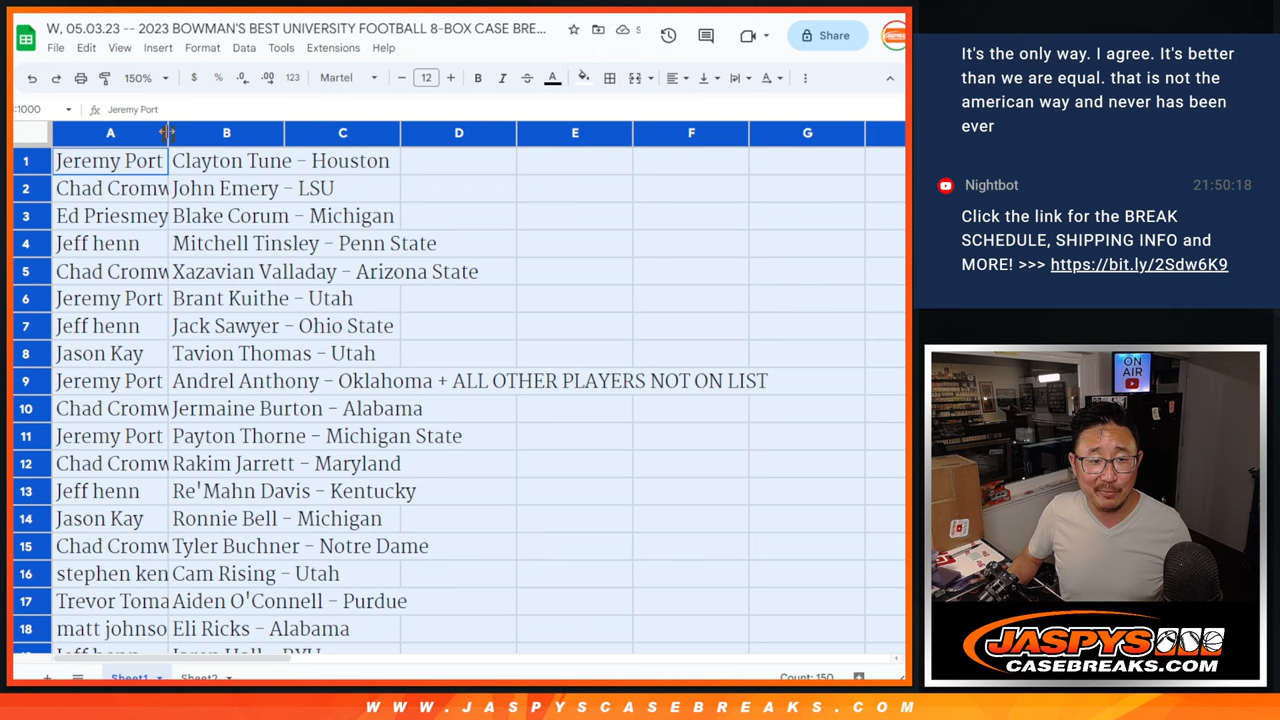 W, 05.03.23 -- 2023 BOWMAN'S BEST UNIVERSITY FOOTBALL 8-BOX CASE BRE...
S
Share
File Edit View Insert Format Data Tools Extensions Help
150% $ % .0 .00 123 Martel 12 B I A
:1000 fx Jeremy Port
A B C D E F G
1 Jeremy Port Clayton Tune - Houston
2 Chad Cromw John Emery - LSU
3 Ed Priesmey Blake Corum - Michigan
4 Jeff henn Mitchell Tinsley - Penn State
5 Chad Cromw Xazavian Valladay - Arizona State
6 Jeremy Port Brant Kuithe - Utah
7 Jeff henn Jack Sawyer - Ohio State
8 Jason Kay Tavion Thomas - Utah
9 Jeremy Port Andrel Anthony - Oklahoma + ALL OTHER PLAYERS NOT ON LIST
10 Chad Cromw Jermaine Burton - Alabama
11 Jeremy Port Payton Thorne - Michigan State
12 Chad Cromw Rakim Jarrett - Maryland
13 Jeff henn Re'Mahn Davis - Kentucky
14 Jason Kay Ronnie Bell - Michigan
15 Chad Cromw Tyler Buchner - Notre Dame
16 stephen ken Cam Rising - Utah
17 Trevor Toma Aiden O'Connell - Purdue
18 matt johnso Eli Ricks - Alabama
Jeff henn Jaren Hall - BYU
Sheet1 Sheet2 Count: 150
It's the only way. I agree. It's better
than we are equal. that is not the
american way and never has been
ever
Nightbot 21:50:18
Click the link for the BREAK
SCHEDULE, SHIPPING INFO and
MORE! >>> https://bit.ly/2Sdw6K9
ON
AIR
JASPYS
CASEBREAKS.COM
WWW.JASPYSCASEBREAKS.COM